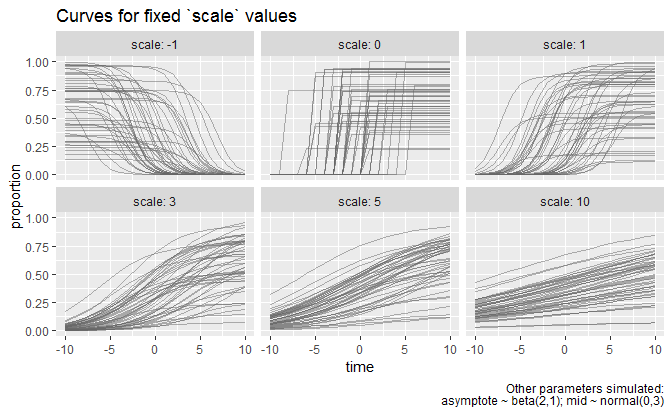 Curves for fixed `scale` values
scale: -1
scale: 0
scale: 1
1.00
0.75
0.50
0.25
0.00
scale: 3
scale: 5
scale: 10
1.00
0.75
0.50
0.25
0.00
proportion
-10 -5 0 5 10
-10 -5 0 5 10
-10 -5 0 5 10
time
Other parameters simulated:
asymptote ~ beta(2,1); mid ~ normal(0,3)